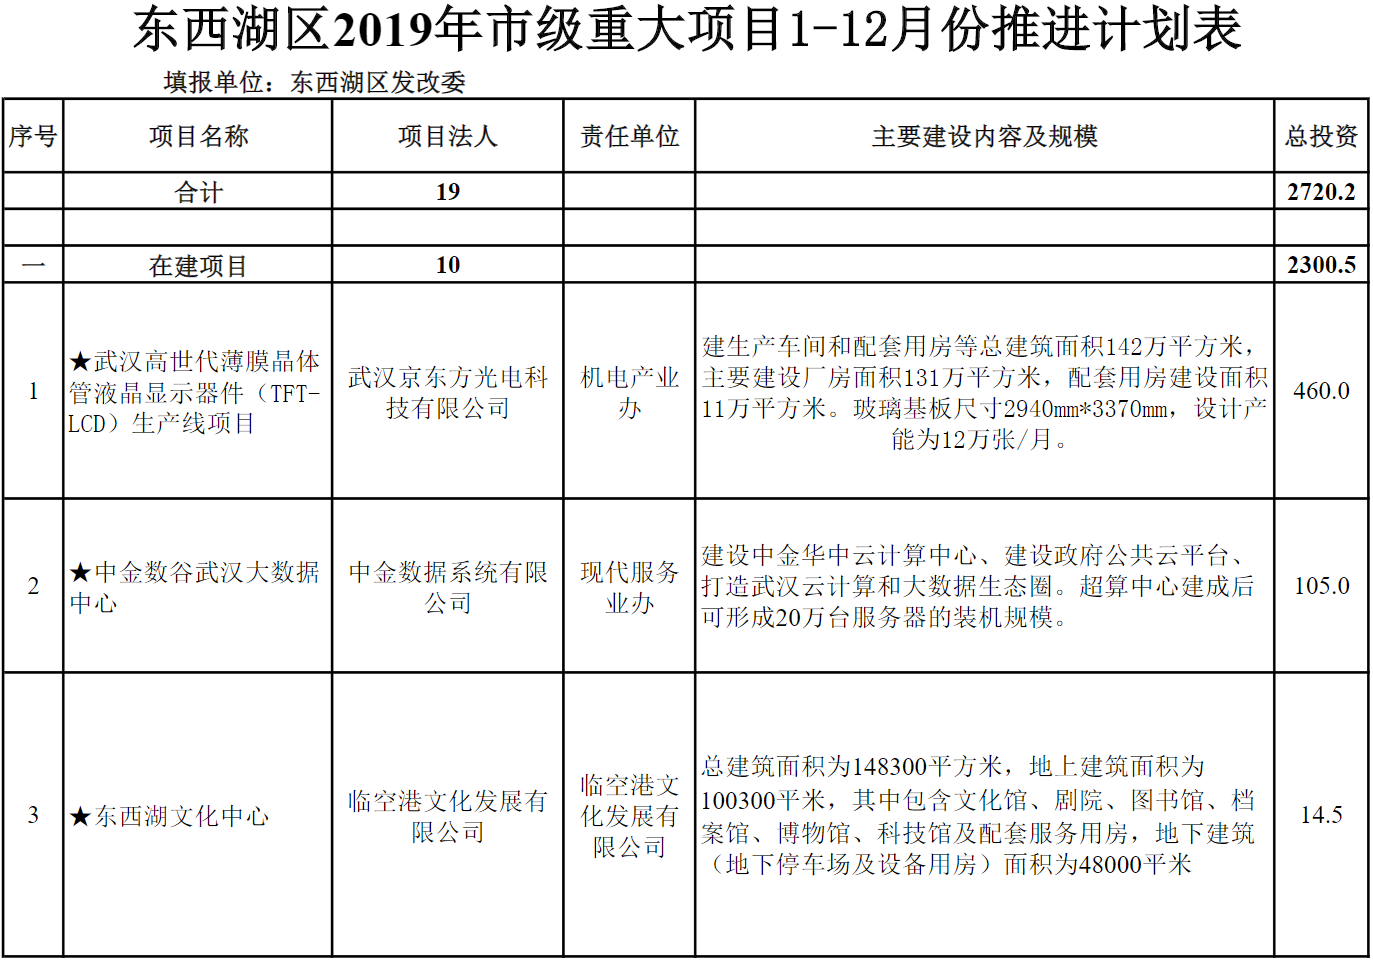 东西湖区2019年市级重大项目1-12月份推进计划表
填报单位：东西湖区发改委
序号 项目名称 项目法人 责任单位 主要建设内容及规模 总投资
合计 19 2720.2
一 在建项目 10 2300.5
1
★武汉高世代薄膜晶体
管液晶显示器件（TFT-
LCD）生产线项目
武汉京东方光电科
技有限公司
机电产业
办
建生产车间和配套用房等总建筑面积142万平方米，
主要建设厂房面积131万平方米，配套用房建设面积
11万平方米。玻璃基板尺寸2940mm*3370mm，设计产
能为12万张/月。
460.0
2
★中金数谷武汉大数据
中心
中金数据系统有限
公司
现代服务
业办
建设中金华中云计算中心、建设政府公共云平台、
打造武汉云计算和大数据生态圈。超算中心建成后
可形成20万台服务器的装机规模。
105.0
3
★东西湖文化中心
临空港文化发展有
限公司
临空港文
化发展有
限公司
总建筑面积为148300平方米，地上建筑面积为
100300平米，其中包含文化馆、剧院、图书馆、档
案馆、博物馆、科技馆及配套服务用房，地下建筑
（地下停车场及设备用房）面积为48000平米
14.5